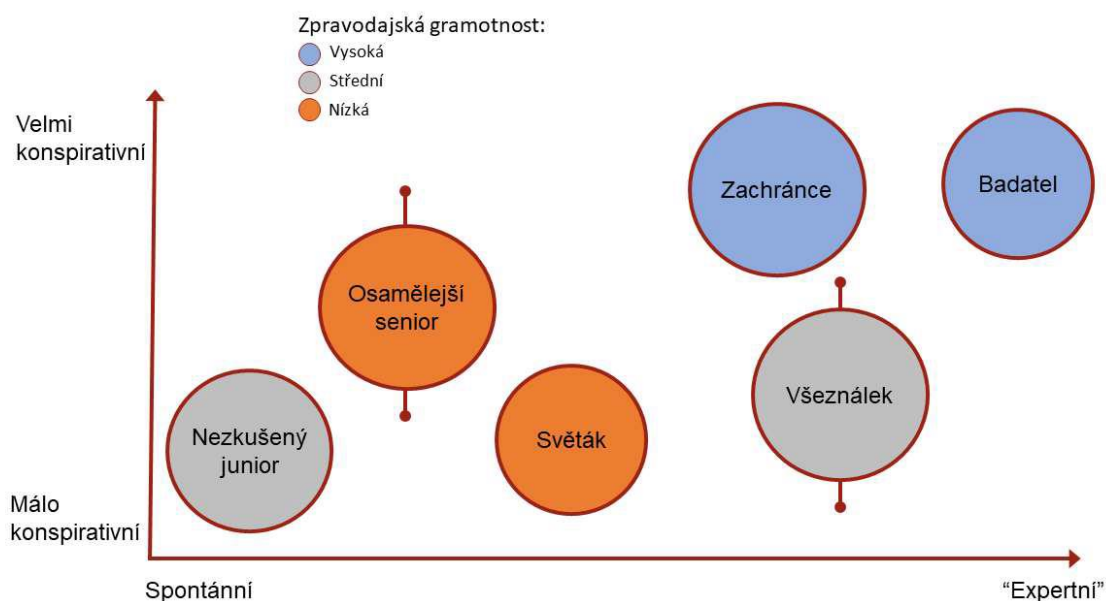 Zpravodajská gramotnost:
Vysoká
Střední
Nízká
Velmi
konspirativní
Zachránce
Badatel
Osamělejší
senior
Všeználek
Nezkušený
junior
Světák
Málo
konspirativní
Spontánní
“Expertní”